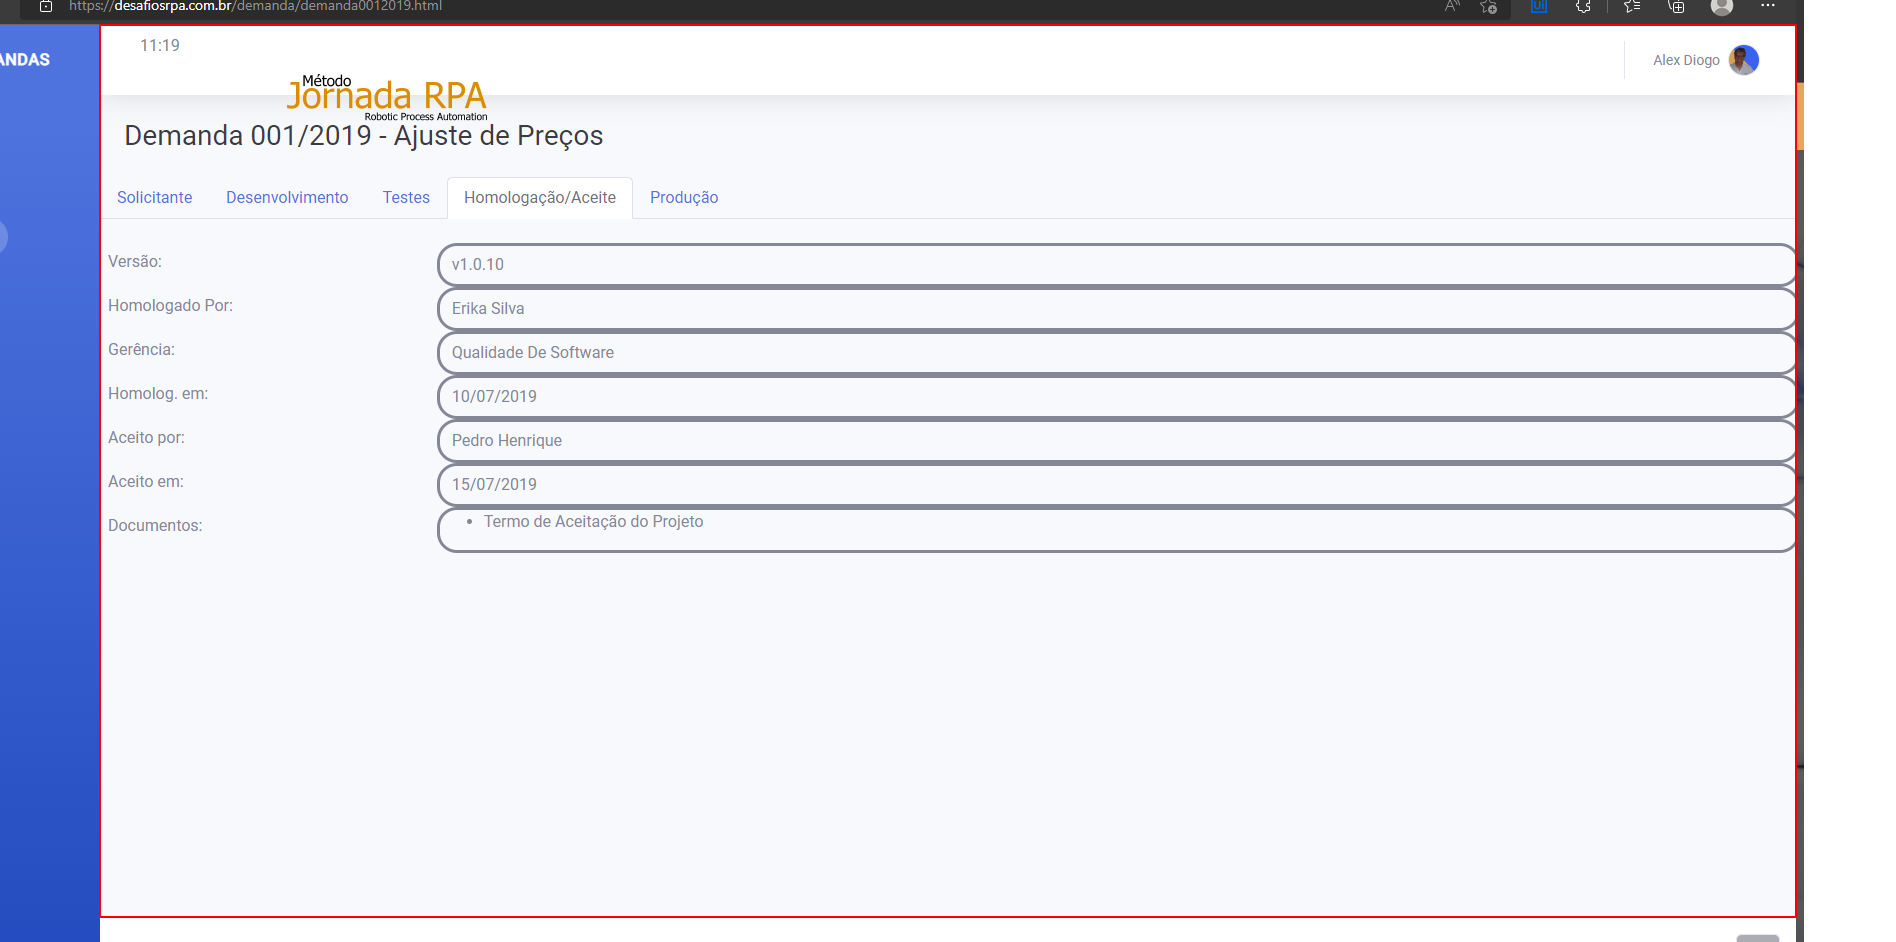 https://desafiosrpa.com.br/demanda/demanda0012019.html
ANDAS
11:19
Alex Diogo
Método
Jornada RPA
Robotic Process Automation
Demanda 001/2019 - Ajuste de Preços
Solicitante Desenvolvimento Testes Homologação/Aceite Produção
Versão: v1.0.10
Homologado Por: Erika Silva
Gerência: Qualidade De Software
Homolog. em: 10/07/2019
Aceito por: Pedro Henrique
Aceito em: 15/07/2019
Documentos: • Termo de Aceitação do Projeto